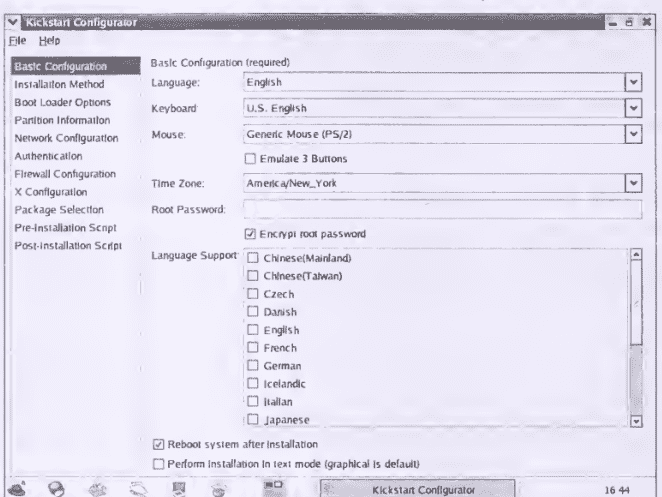 Kickstart Configurator
File Help
Basic Configuration
Installation Method
Boot Loader Options
Partition Information
Network Configuration
Authentication
Firewall Configuration
X Configuration
Package Selection
Pre-Installation Script
Post-Installation Script
Basic Configuration (required)
Language: English
Keyboard: U.S. English
Mouse: Generic Mouse (PS/2)
Emulate 3 Buttons
Time Zone: America/New_York
Root Password:
Encrypt root password
Language Support
Chinese(Mainland)
Chinese(Taiwan)
Czech
Danish
English
French
German
Icelandic
Italian
Japanese
Reboot system after installation
Perform installation in text mode (graphical is default)
Kickstart Configurator
16 44